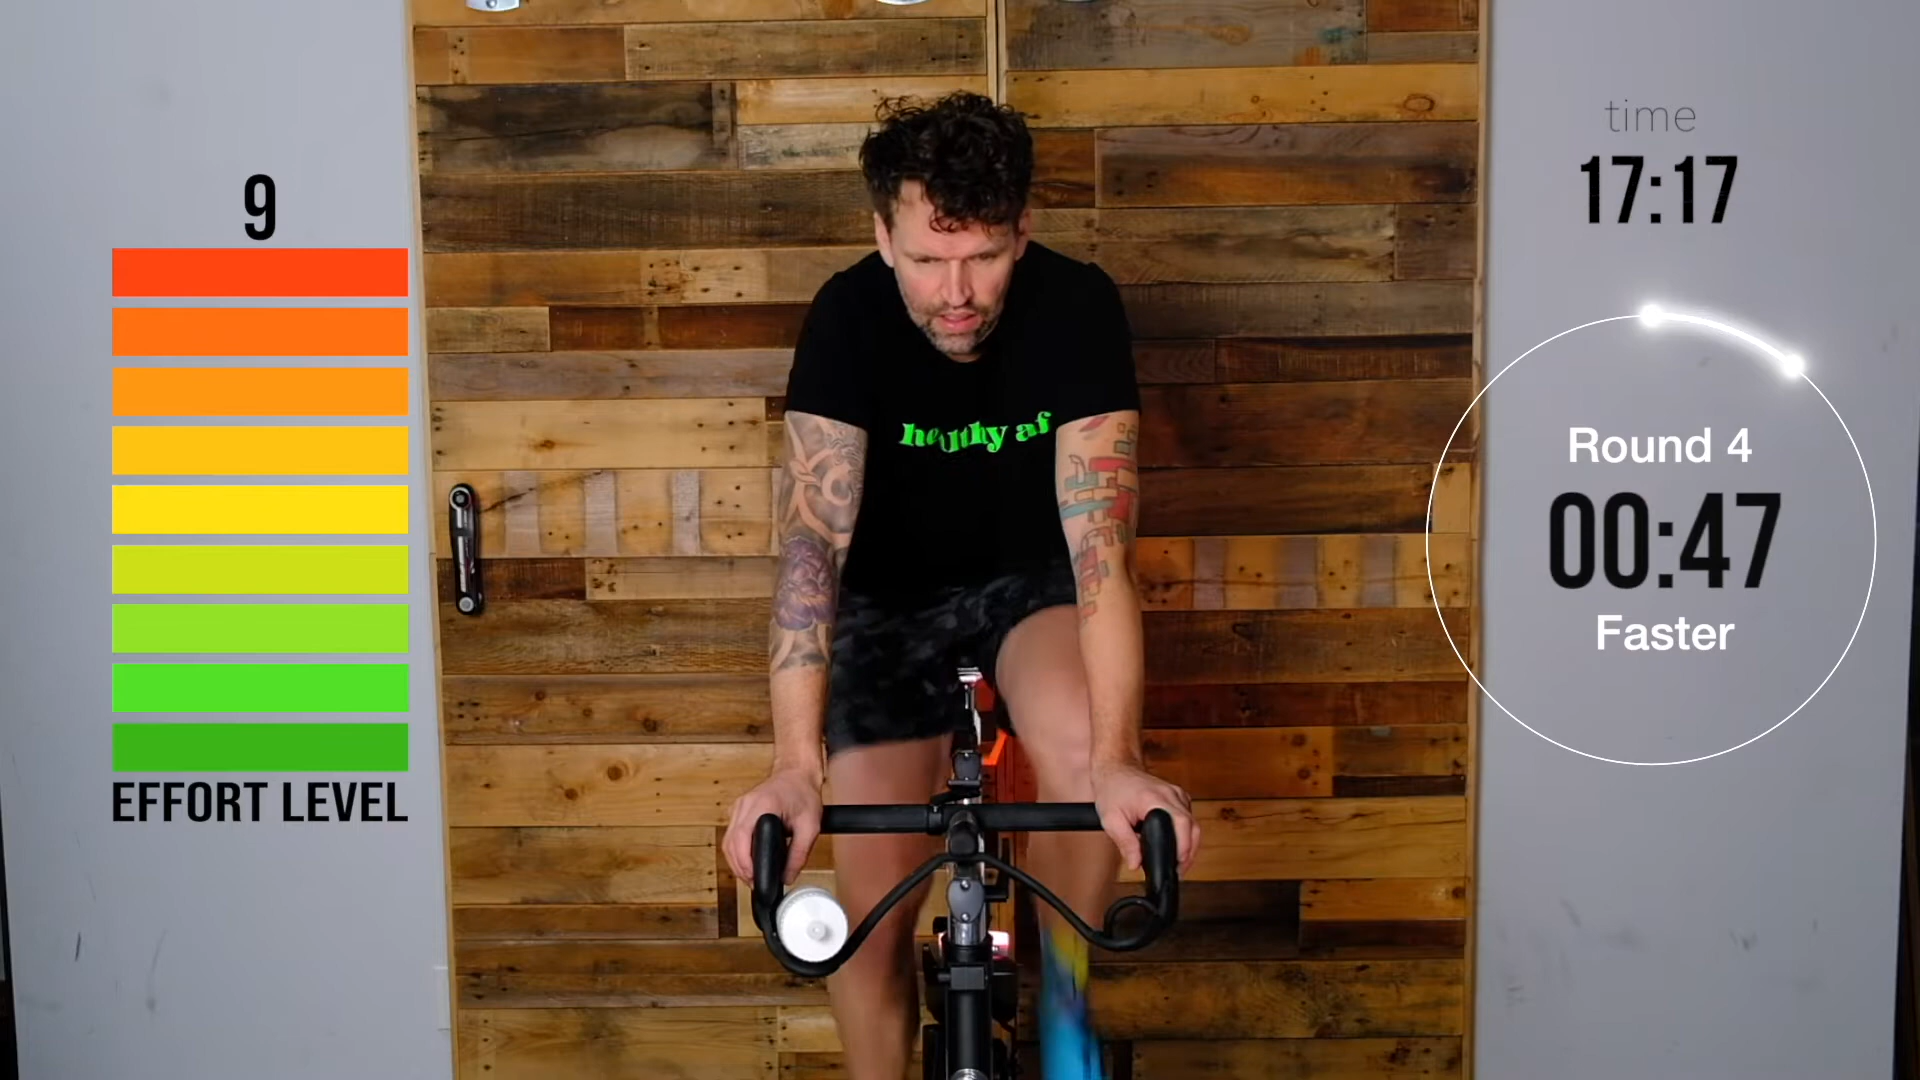 9
EFFORT LEVEL
healthy af
time
17:17
Round 4
00:47
Faster